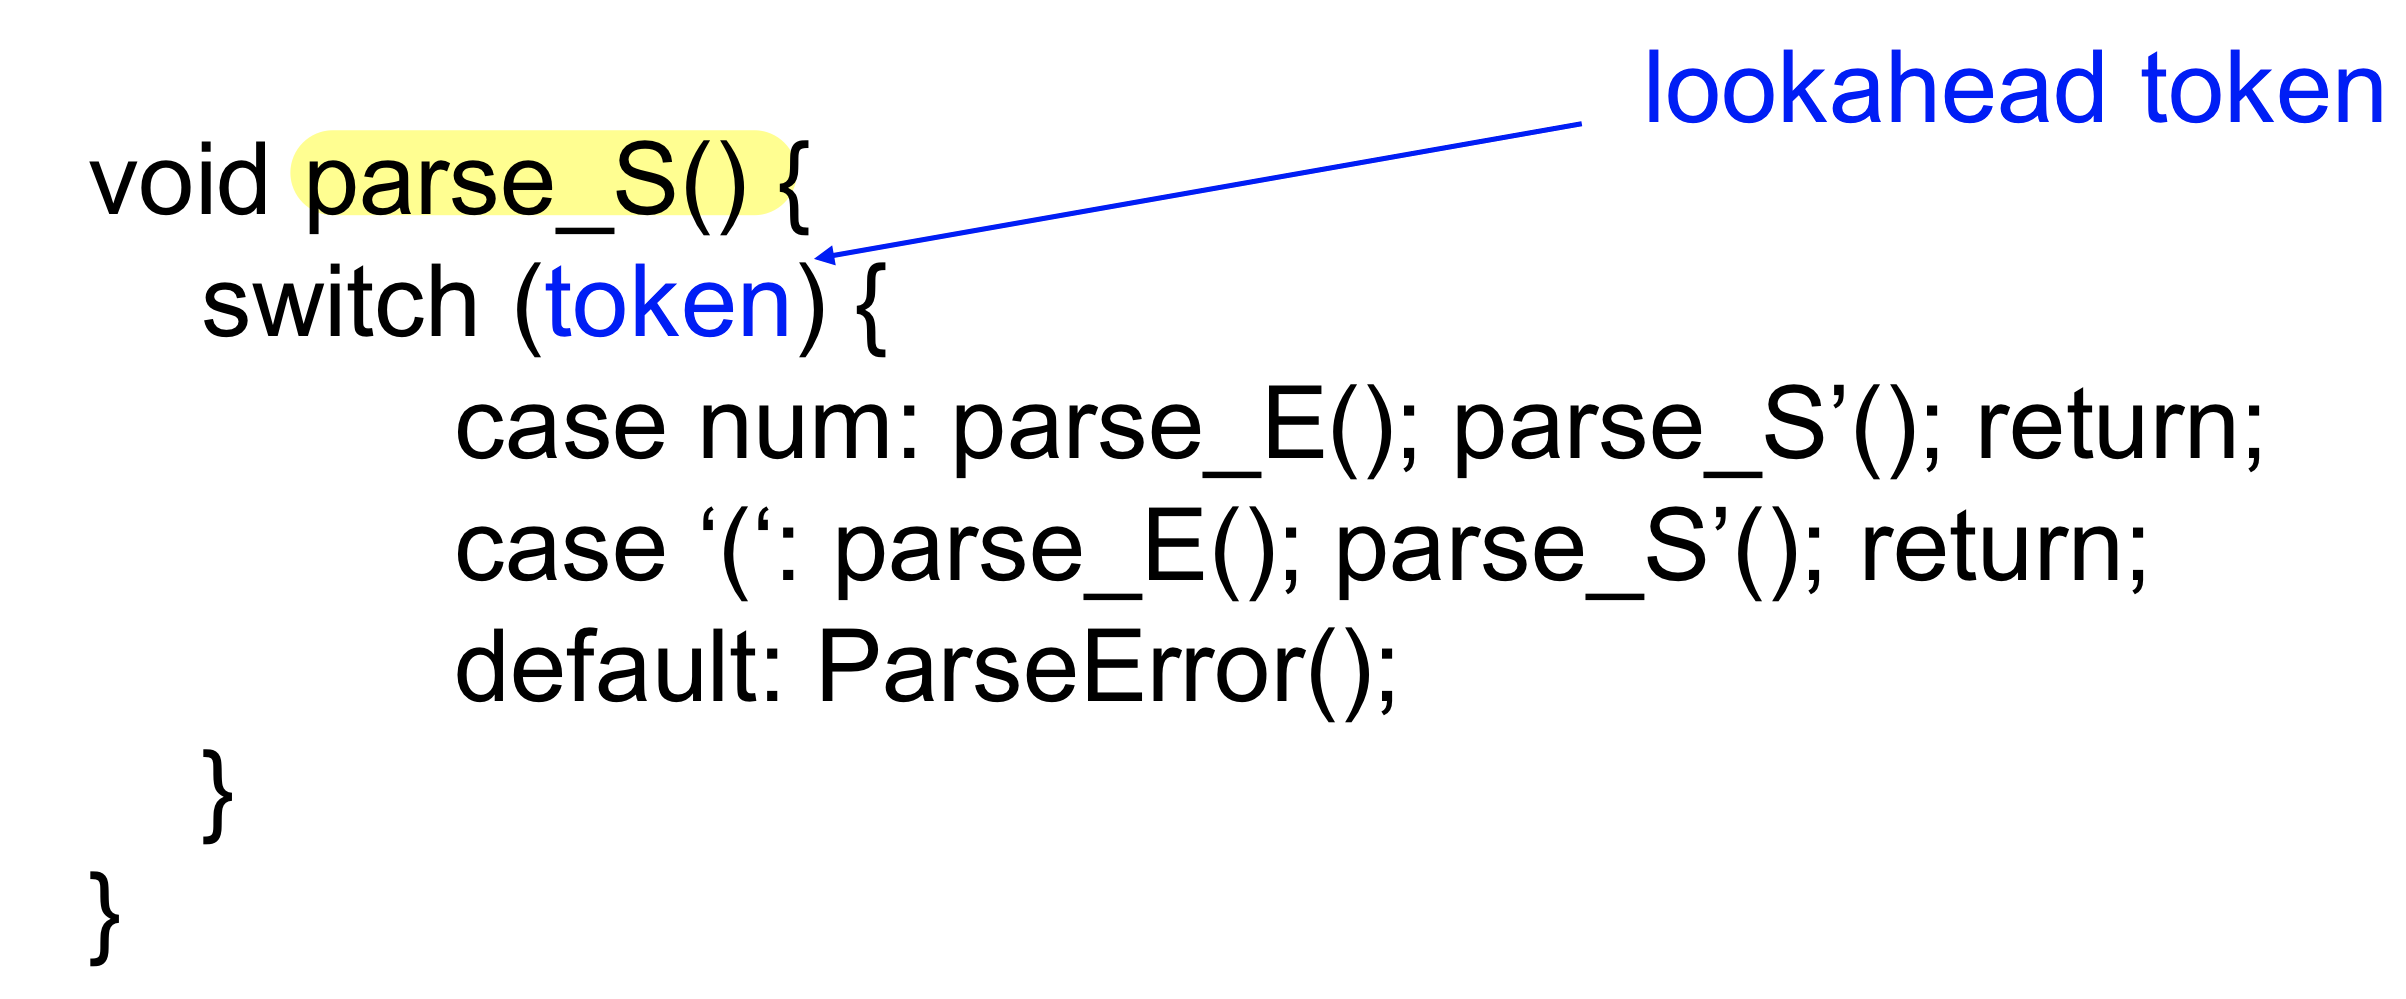 lookahead token
void parse_S() {
switch (token) {
case num: parse_E(); parse_S’(); return;
case ‘(‘: parse_E(); parse_S’(); return;
default: ParseError();
}
}